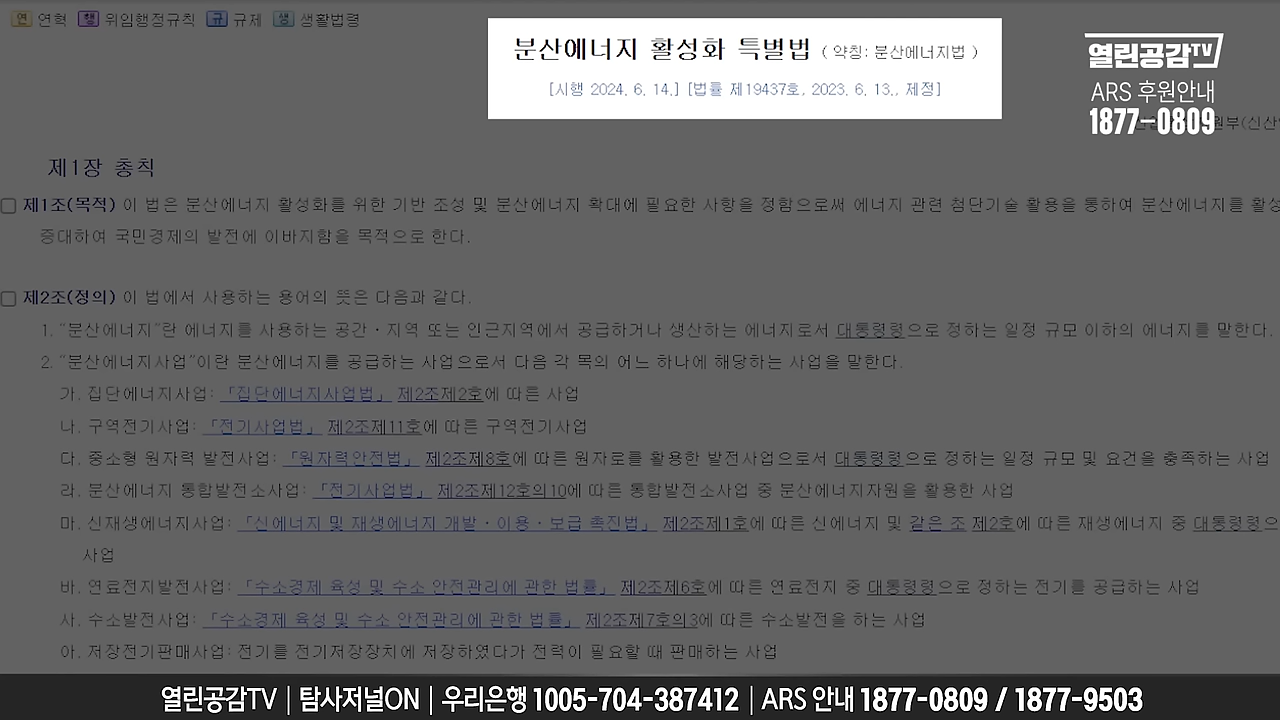 연 연혁 행 위임행정규칙 규 규제 생 생활법령
분산에너지 활성화 특별법 ( 약칭: 분산에너지법 )
[시행 2024. 6. 14.] [법률 제19437호, 2023. 6. 13., 제정]
열린공감TV
ARS 후원안내
1877-0809
원부(신산
제1장 총칙
제1조(목적) 이 법은 분산에너지 활성화를 위한 기반 조성 및 분산에너지 확대에 필요한 사항을 정함으로써 에너지 관련 첨단기술 활용을 통하여 분산에너지를 활성
증대하여 국민경제의 발전에 이바지함을 목적으로 한다.
제2조(정의) 이 법에서 사용하는 용어의 뜻은 다음과 같다.
1. “분산에너지”란 에너지를 사용하는 공간ㆍ지역 또는 인근지역에서 공급하거나 생산하는 에너지로서 대통령령으로 정하는 일정 규모 이하의 에너지를 말한다.
2. “분산에너지사업”이란 분산에너지를 공급하는 사업으로서 다음 각 목의 어느 하나에 해당하는 사업을 말한다.
가. 집단에너지사업: 「집단에너지사업법」 제2조제2호에 따른 사업
나. 구역전기사업: 「전기사업법」 제2조제11호에 따른 구역전기사업
다. 중소형 원자력 발전사업: 「원자력안전법」 제2조제8호에 따른 원자로를 활용한 발전사업으로서 대통령령으로 정하는 일정 규모 및 요건을 충족하는 사업
라. 분산에너지 통합발전소사업: 「전기사업법」 제2조제12호의10에 따른 통합발전소사업 중 분산에너지자원을 활용한 사업
마. 신재생에너지사업: 「신에너지 및 재생에너지 개발ㆍ이용ㆍ보급 촉진법」 제2조제1호에 따른 신에너지 및 같은 조 제2호에 따른 재생에너지 중 대통령령으
사업
바. 연료전지발전사업: 「수소경제 육성 및 수소 안전관리에 관한 법률」 제2조제6호에 따른 연료전지 중 대통령령으로 정하는 전기를 공급하는 사업
사. 수소발전사업: 「수소경제 육성 및 수소 안전관리에 관한 법률」 제2조제7호의3에 따른 수소발전을 하는 사업
아. 저장전기판매사업: 전기를 전기저장장치에 저장하였다가 전력이 필요할 때 판매하는 사업
열린공감TV | 탐사저널ON | 우리은행 1005-704-387412 | ARS 안내 1877-0809 / 1877-9503